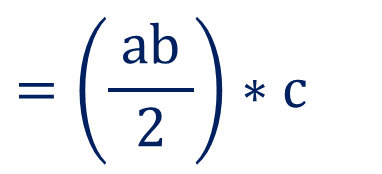 = (ab/2) * c